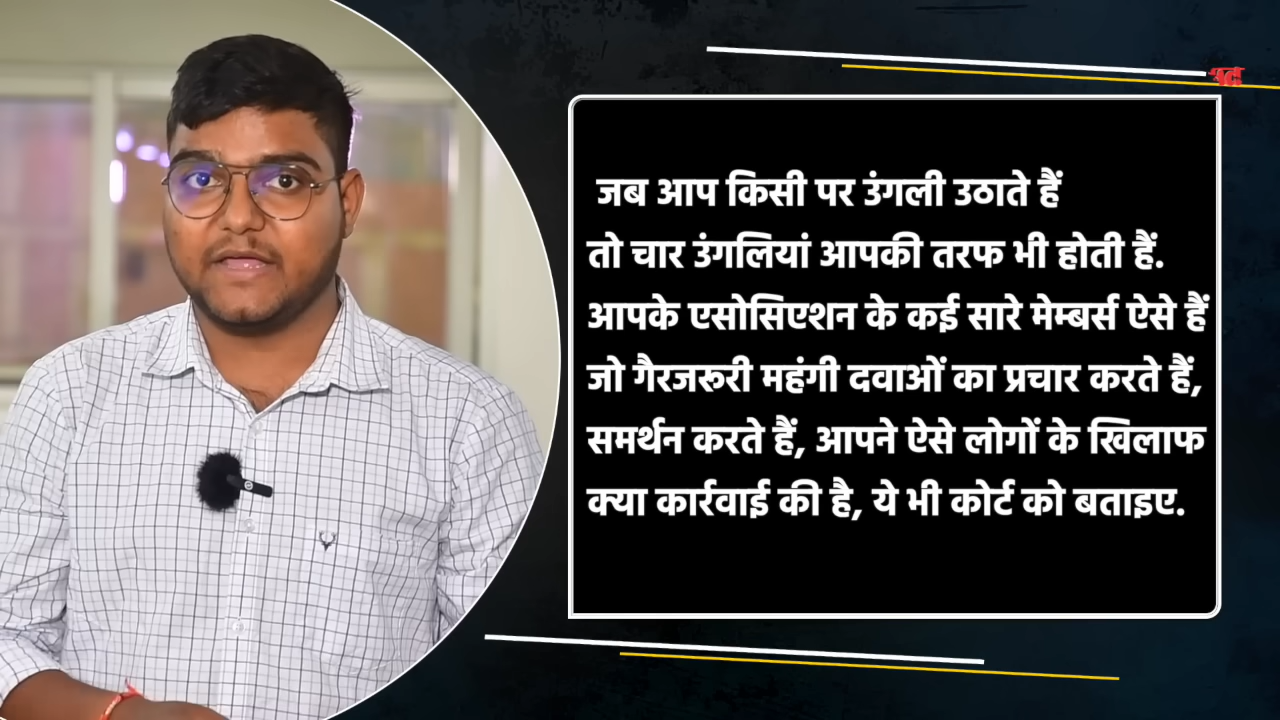 जब आप किसी पर उंगली उठाते हैं
तो चार उंगलियां आपकी तरफ भी होती हैं.
आपके एसोसिएशन के कई सारे मेम्बर्स ऐसे हैं
जो गैरजरूरी महंगी दवाओं का प्रचार करते हैं,
समर्थन करते हैं, आपने ऐसे लोगों के खिलाफ
क्या कार्रवाई की है, ये भी कोर्ट को बताइए.